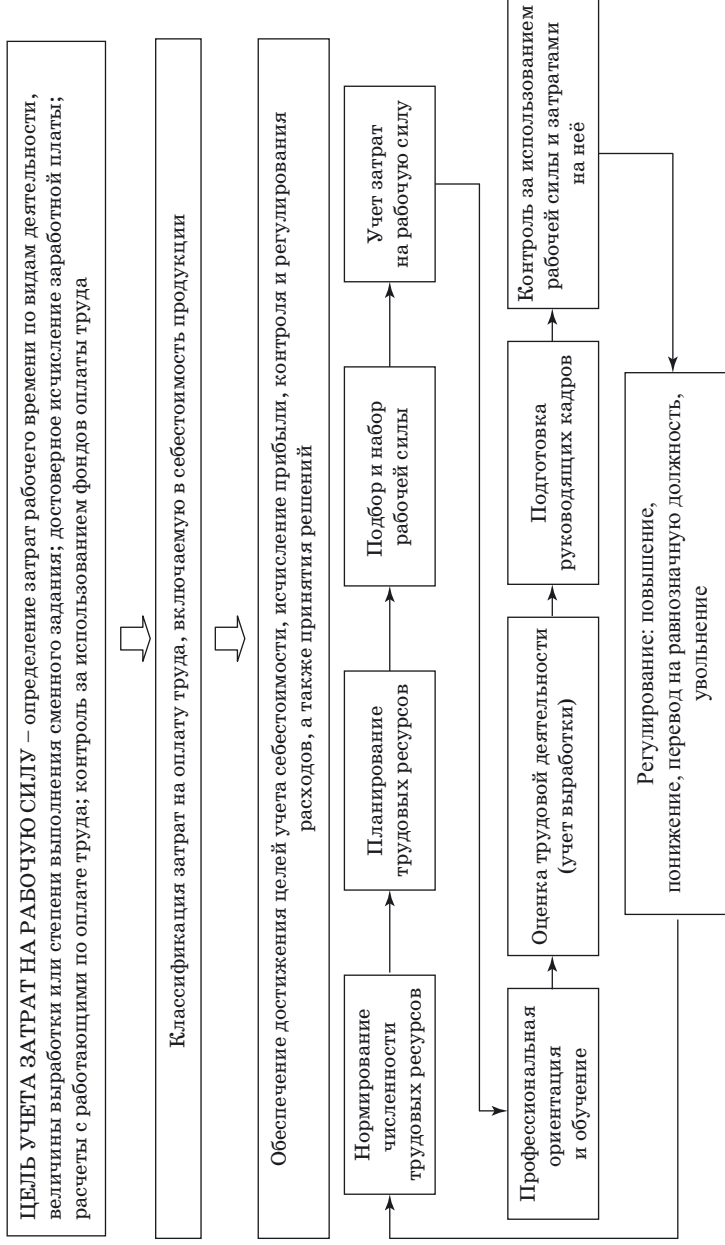 ЦЕЛЬ УЧЕТА ЗАТРАТ НА РАБОЧУЮ СИЛУ – определение затрат рабочего времени по видам деятельности,
величины выработки или степени выполнения сменного задания; достоверное исчисление заработной платы;
расчеты с работающими по оплате труда; контроль за использованием фондов оплаты труда
Классификация затрат на оплату труда, включаемую в себестоимость продукции
Обеспечение достижения целей учета себестоимости, исчисление прибыли, контроля и регулирования
расходов, а также принятия решений
Нормирование
численности
трудовых ресурсов
Планирование
трудовых ресурсов
Подбор и набор
рабочей силы
Учет затрат
на рабочую силу
Профессиональная
ориентация
и обучение
Оценка трудовой деятельности
(учет выработки)
Подготовка
руководящих кадров
Контроль за использованием
рабочей силы и затратами
на неё
Регулирование: повышение,
понижение, перевод на равнозначную должность,
увольнение